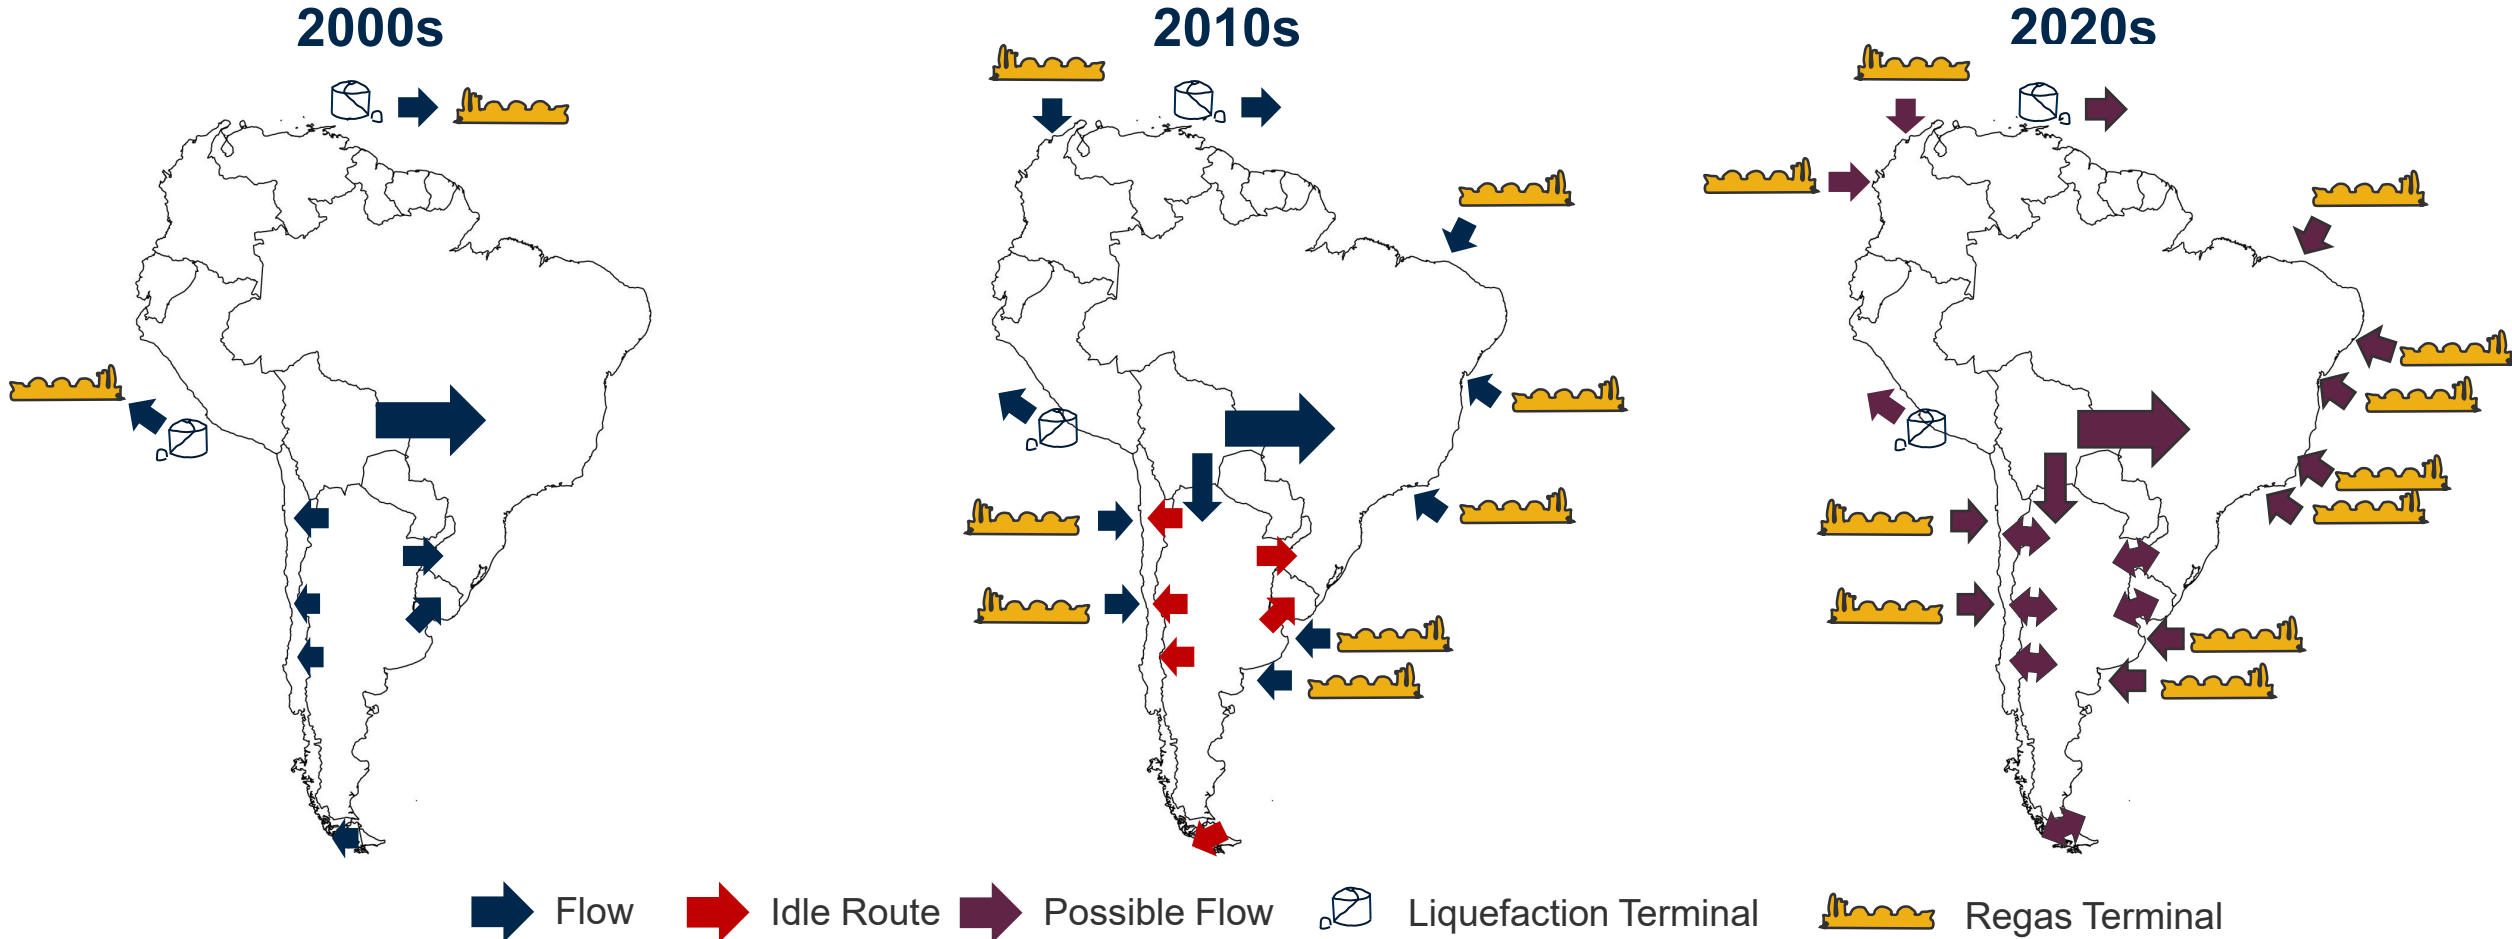 2000s
2010s
2020s
Flow
Idle Route
Possible Flow
Liquefaction Terminal
Regas Terminal